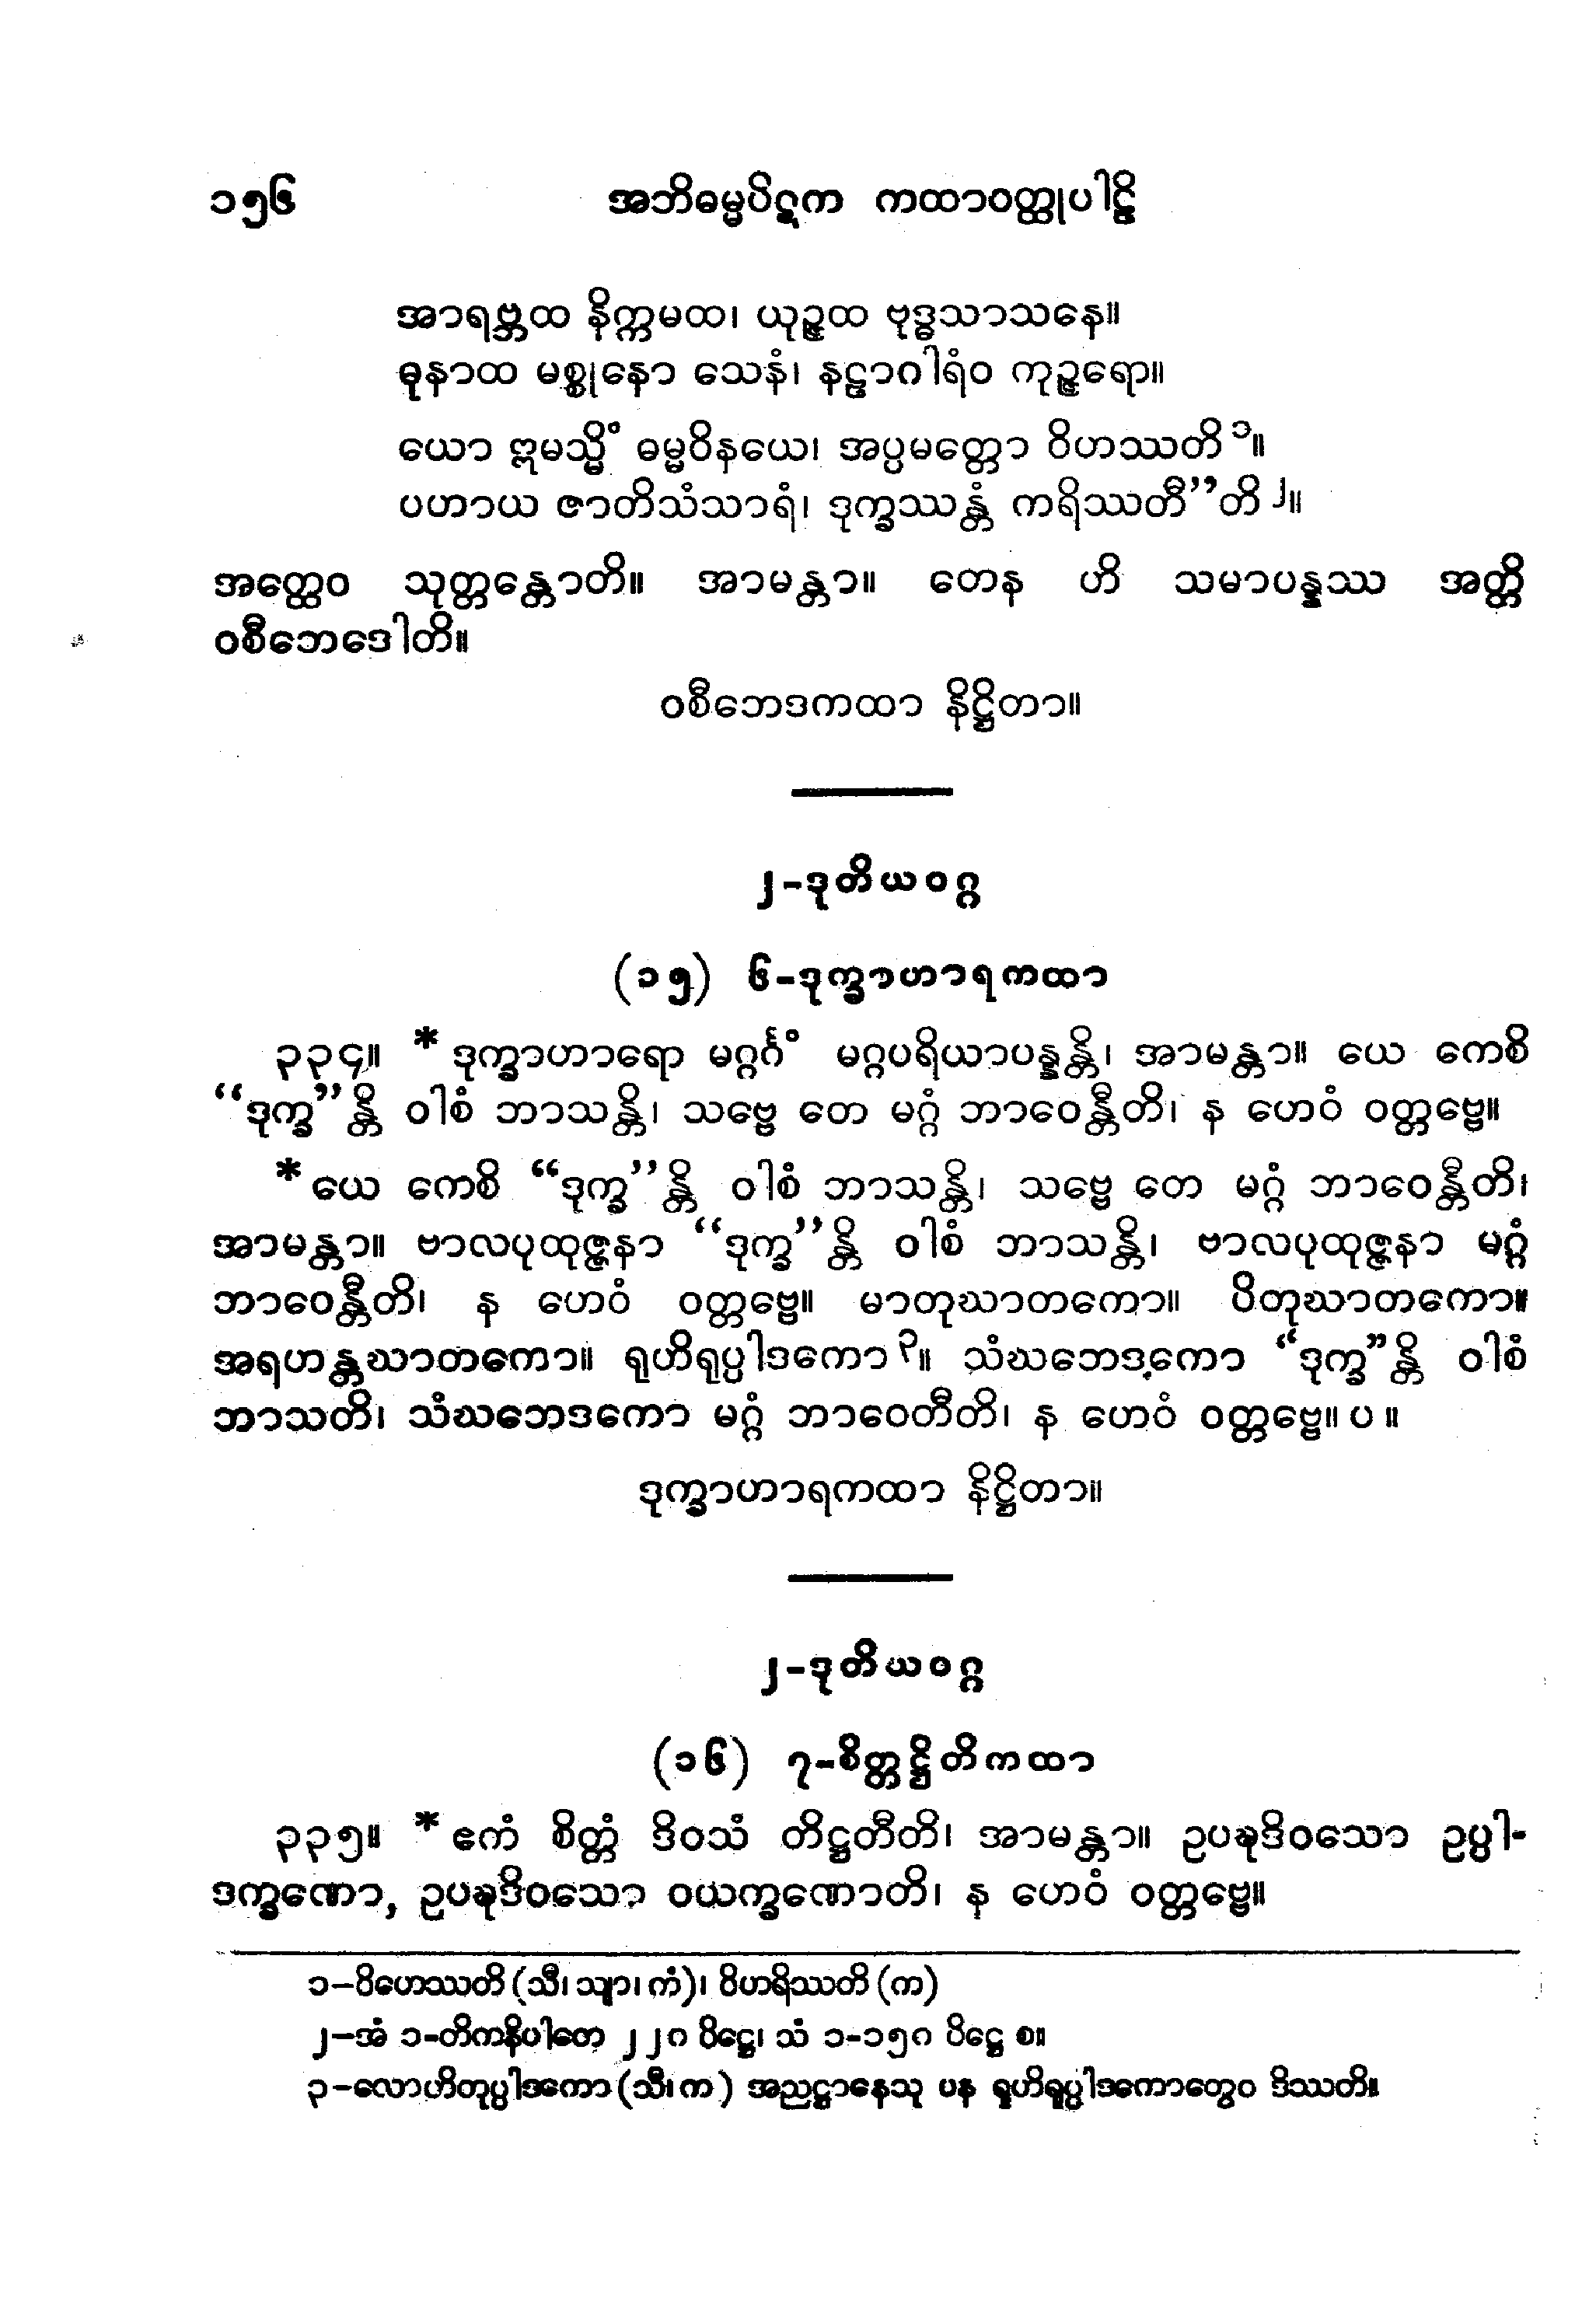 ၁၅၆ အဘိဓမ္မပိဋက ကထာဝတ္ထုပါဠိ
အာရဗ္ဘထ နိက္ကမထ၊ ယုဉ္ဇထ ဗုဒ္ဓသာသနေ။
ဓုနာထ မစ္စုနော သေနံ၊ နဠာဂါရံဝ ကုဉ္ဇရော။
ယော ဣမသ္မိံ ဓမ္မဝိနယေ၊ အပ္ပမတ္တော ဝိဟဿတိ ၁။
ပဟာယ ဇာတိသံသာရံ၊ ဒုက္ခဿန္တံ ကရိဿတီ”တိ ၂။
အတ္ထေဝ သုတ္တန္တောတိ။ အာမန္တာ။ တေန ဟိ သမာပန္နဿ အတ္ထိ
ဝစီဘေဒေါတိ။
ဝစီဘေဒကထာ နိဋ္ဌိတာ။
၂-ဒုတိယဝဂ္ဂ
(၁၅) ၆-ဒုက္ခာဟာရကထာ
၃၃၄။ *ဒုက္ခာဟာရော မဂ္ဂင်္ဂံ မဂ္ဂပရိယာပန္နန္တိ၊ အာမန္တာ။ ယေ ကေစိ
“ဒုက္ခ”န္တိ ဝါစံ ဘာသန္တိ၊ သဗ္ဗေ တေ မဂ္ဂံ ဘာဝေန္တီတိ၊ န ဟေဝံ ဝတ္တဗ္ဗေ။
*ယေ ကေစိ “ဒုက္ခ”န္တိ ဝါစံ ဘာသန္တိ၊ သဗ္ဗေ တေ မဂ္ဂံ ဘာဝေန္တီတိ၊
အာမန္တာ။ ဗာလပုထုဇ္ဇနာ “ဒုက္ခ”န္တိ ဝါစံ ဘာသန္တိ၊ ဗာလပုထုဇ္ဇနာ မဂ္ဂံ
ဘာဝေန္တီတိ၊ န ဟေဝံ ဝတ္တဗ္ဗေ။ မာတုဃာတကော။ ပိတုဃာတကော။
အရဟန္တဃာတကော။ ရုဟိရုပ္ပါဒကော ၃။ သံဃဘေဒကော “ဒုက္ခ”န္တိ ဝါစံ
ဘာသတိ၊ သံဃဘေဒကော မဂ္ဂံ ဘာဝေတီတိ၊ န ဟေဝံ ဝတ္တဗ္ဗေ။ ပ ။
ဒုက္ခာဟာရကထာ နိဋ္ဌိတာ။
၂-ဒုတိယဝဂ္ဂ
(၁၆) ၇-စိတ္တဋ္ဌိတိကထာ
၃၃၅။ *ဧကံ စိတ္တံ ဒိဝသံ တိဋ္ဌတီတိ၊ အာမန္တာ။ ဥပဍ္ဎဒိဝသော ဥပ္ပါ-
ဒက္ခဏော, ဥပဍ္ဎဒိဝသော ဝယက္ခဏောတိ၊ န ဟေဝံ ဝတ္တဗ္ဗေ။
၁-ဝိဟေဿတိ (သီ၊ သျာ၊ ကံ)၊ ဝိဟရိဿတိ (က)
၂-အံ ၁-တိကနိပါတေ ၂၂၈ ပိဋ္ဌေ၊ သံ ၁-၁၅၈ ပိဋ္ဌေ စ။
၃-လောဟိတုပ္ပါဒကော (သီ၊ က) အညဋ္ဌာနေသု ပန ရုဟိရုပ္ပါဒကောတွေဝ ဒိဿတိ။